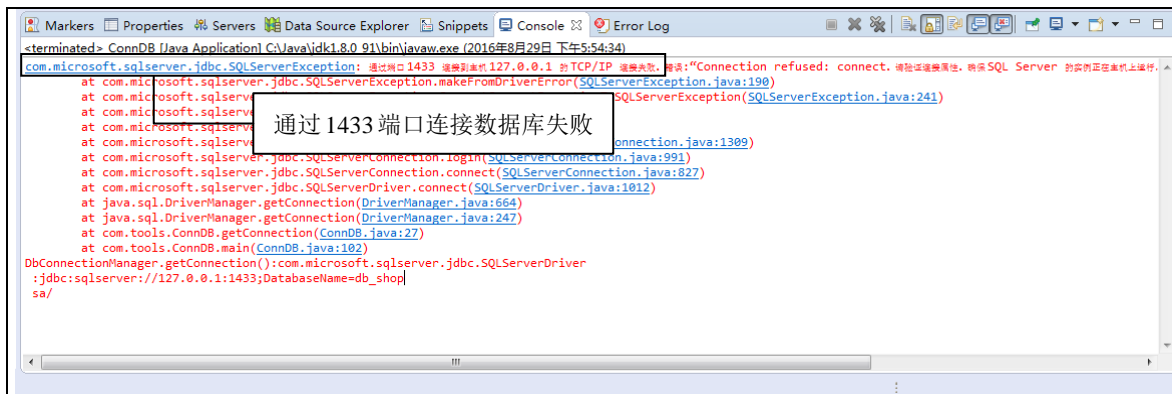 Markers Properties Servers Data Source Explorer Snippets Console Error Log
<terminated> ConnDB [Java Application] C:\Java\jdk1.8.0_91\bin\javaw.exe (2016年8月29日 下午5:54:34)
com.microsoft.sqlserver.jdbc.SQLServerException: 通过端口 1433 连接到主机 127.0.0.1 的 TCP/IP 连接失败。错误:“Connection refused: connect。请验证连接属性。确保 SQL Server 的实例正在主机上运行,
at com.microsoft.sqlserver.jdbc.SQLServerException.makeFromDriverError(SQLServerException.java:190)
at com.microsoft.sqlserver SQLServerException(SQLServerException.java:241)
at com.microsoft.sqlserve
通过1433端口连接数据库失败
at com.microsoft.sqlserve onnection.java:1309)
at com.microsoft.sqlserver.jdbc.SQLServerConnection.login(SQLServerConnection.java:991)
at com.microsoft.sqlserver.jdbc.SQLServerConnection.connect(SQLServerConnection.java:827)
at com.microsoft.sqlserver.jdbc.SQLServerDriver.connect(SQLServerDriver.java:1012)
at java.sql.DriverManager.getConnection(DriverManager.java:664)
at java.sql.DriverManager.getConnection(DriverManager.java:247)
at com.tools.ConnDB.getConnection(ConnDB.java:27)
at com.tools.ConnDB.main(ConnDB.java:102)
DbConnectionManager.getConnection():com.microsoft.sqlserver.jdbc.SQLServerDriver
:jdbc:sqlserver://127.0.0.1:1433;DatabaseName=db_shop
sa/